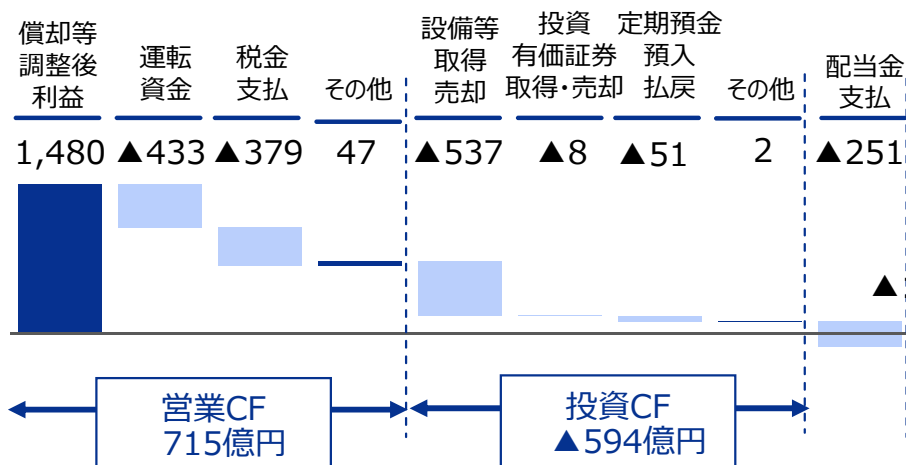 償却等
調整後
利益
運転
資金
税金
支払
その他
設備等
取得
売却
投資
有価証券
取得・売却
定期預金
預入
払戻
その他
配当金
支払
1,480
▲433
▲379
47
▲537
▲8
▲51
2
▲251
▲
営業CF
715億円
投資CF
▲594億円